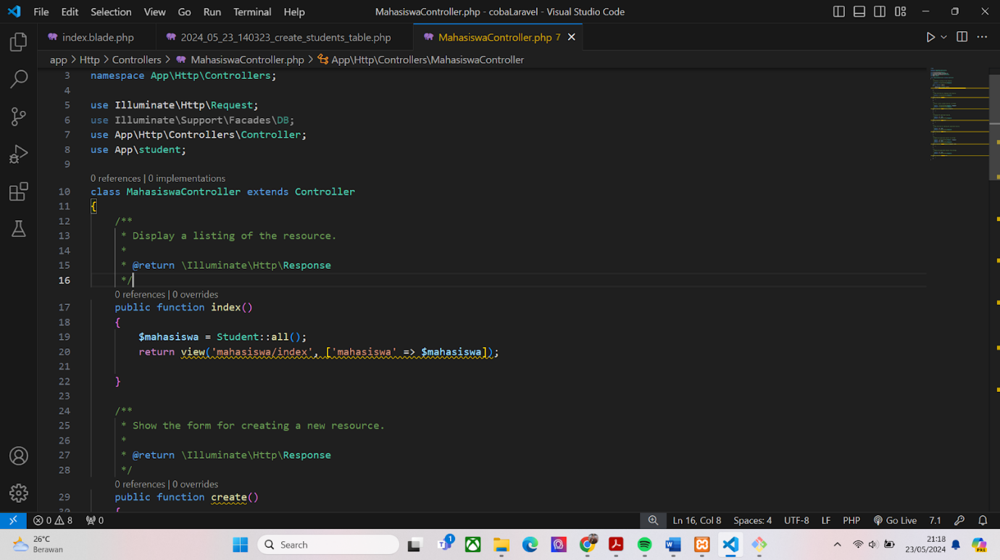 File Edit Selection View Go Run Terminal Help
MahasiswaController.php - cobaLaravel - Visual Studio Code
index.blade.php
2024_05_23_140323_create_students_table.php
MahasiswaController.php 7
app > Http > Controllers > MahasiswaController.php > App\Http\Controllers\MahasiswaController
3 namespace App\Http\Controllers;
4
5 use Illuminate\Http\Request;
6 use Illuminate\Support\Facades\DB;
7 use App\Http\Controllers\Controller;
8 use App\student;
9
0 references | 0 implementations
10 class MahasiswaController extends Controller
11 {
12 /**
13 * Display a listing of the resource.
14 *
15 * @return \Illuminate\Http\Response
16 */
0 references | 0 overrides
17 public function index()
18 {
19 $mahasiswa = Student::all();
20 return view('mahasiswa/index', ['mahasiswa' => $mahasiswa]);
21
22 }
23
24 /**
25 * Show the form for creating a new resource.
26 *
27 * @return \Illuminate\Http\Response
28 */
0 references | 0 overrides
29 public function create()
30 {
0 8 0
Ln 16, Col 8 Spaces: 4 UTF-8 LF PHP Go Live 7.1
26°C
Berawan
Search
1
21:18
23/05/2024
PRE